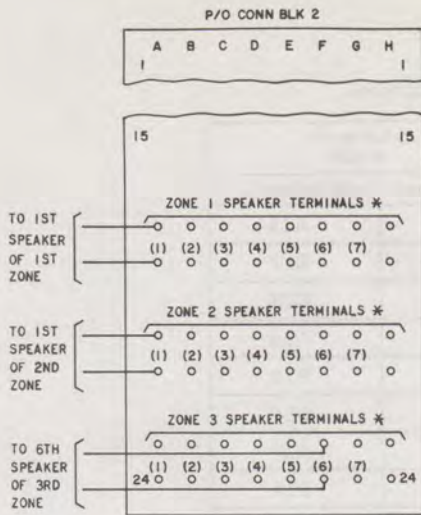 P/O CONN BLK 2
A B C D E F G H
1 1
15 15
ZONE 1 SPEAKER TERMINALS *
TO 1ST
SPEAKER
OF 1ST
ZONE
(1) (2) (3) (4) (5) (6) (7)
ZONE 2 SPEAKER TERMINALS *
TO 1ST
SPEAKER
OF 2ND
ZONE
(1) (2) (3) (4) (5) (6) (7)
ZONE 3 SPEAKER TERMINALS *
TO 6TH
SPEAKER
OF 3RD
ZONE
(1) (2) (3) (4) (5) (6) (7)
24 24